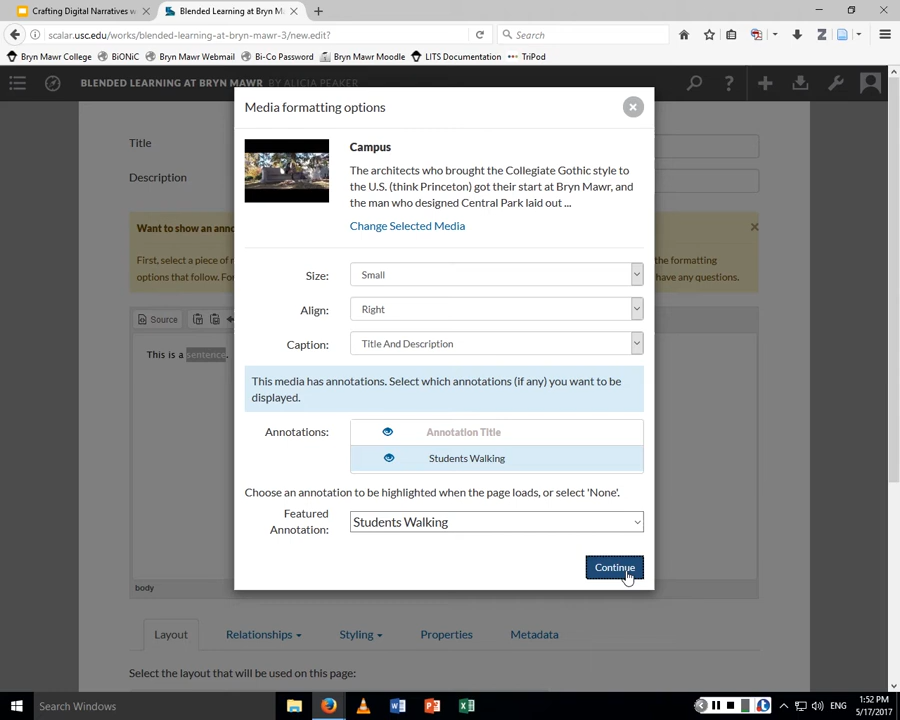 Crafting Digital Narratives w
Blended Learning at Bryn M
scalar.usc.edu/works/blended-learning-at-bryn-mawr-3/new.edit?
Search
Bryn Mawr College
BiONiC
Bryn Mawr Webmail
Bi-Co Password
Bryn Mawr Moodle
LITS Documentation
TriPod
BLENDED LEARNING AT BRYN MAWR BY ALICIA PEAKER
Media formatting options
Title
Description
Campus
The architects who brought the Collegiate Gothic style to
the U.S. (think Princeton) got their start at Bryn Mawr, and
the man who designed Central Park laid out ...
Change Selected Media
Want to show an anno
First, select a piece of r
the formatting
options that follow. For
have any questions.
Size: Small
Align: Right
Caption: Title And Description
Source
This is a sentence.
This media has annotations. Select which annotations (if any) you want to be
displayed.
Annotations:
Annotation Title
Students Walking
Choose an annotation to be highlighted when the page loads, or select 'None'.
Featured
Annotation:
Students Walking
Continue
body
Layout
Relationships
Styling
Properties
Metadata
Select the layout that will be used on this page:
Search Windows
ENG
1:52 PM
5/17/2017